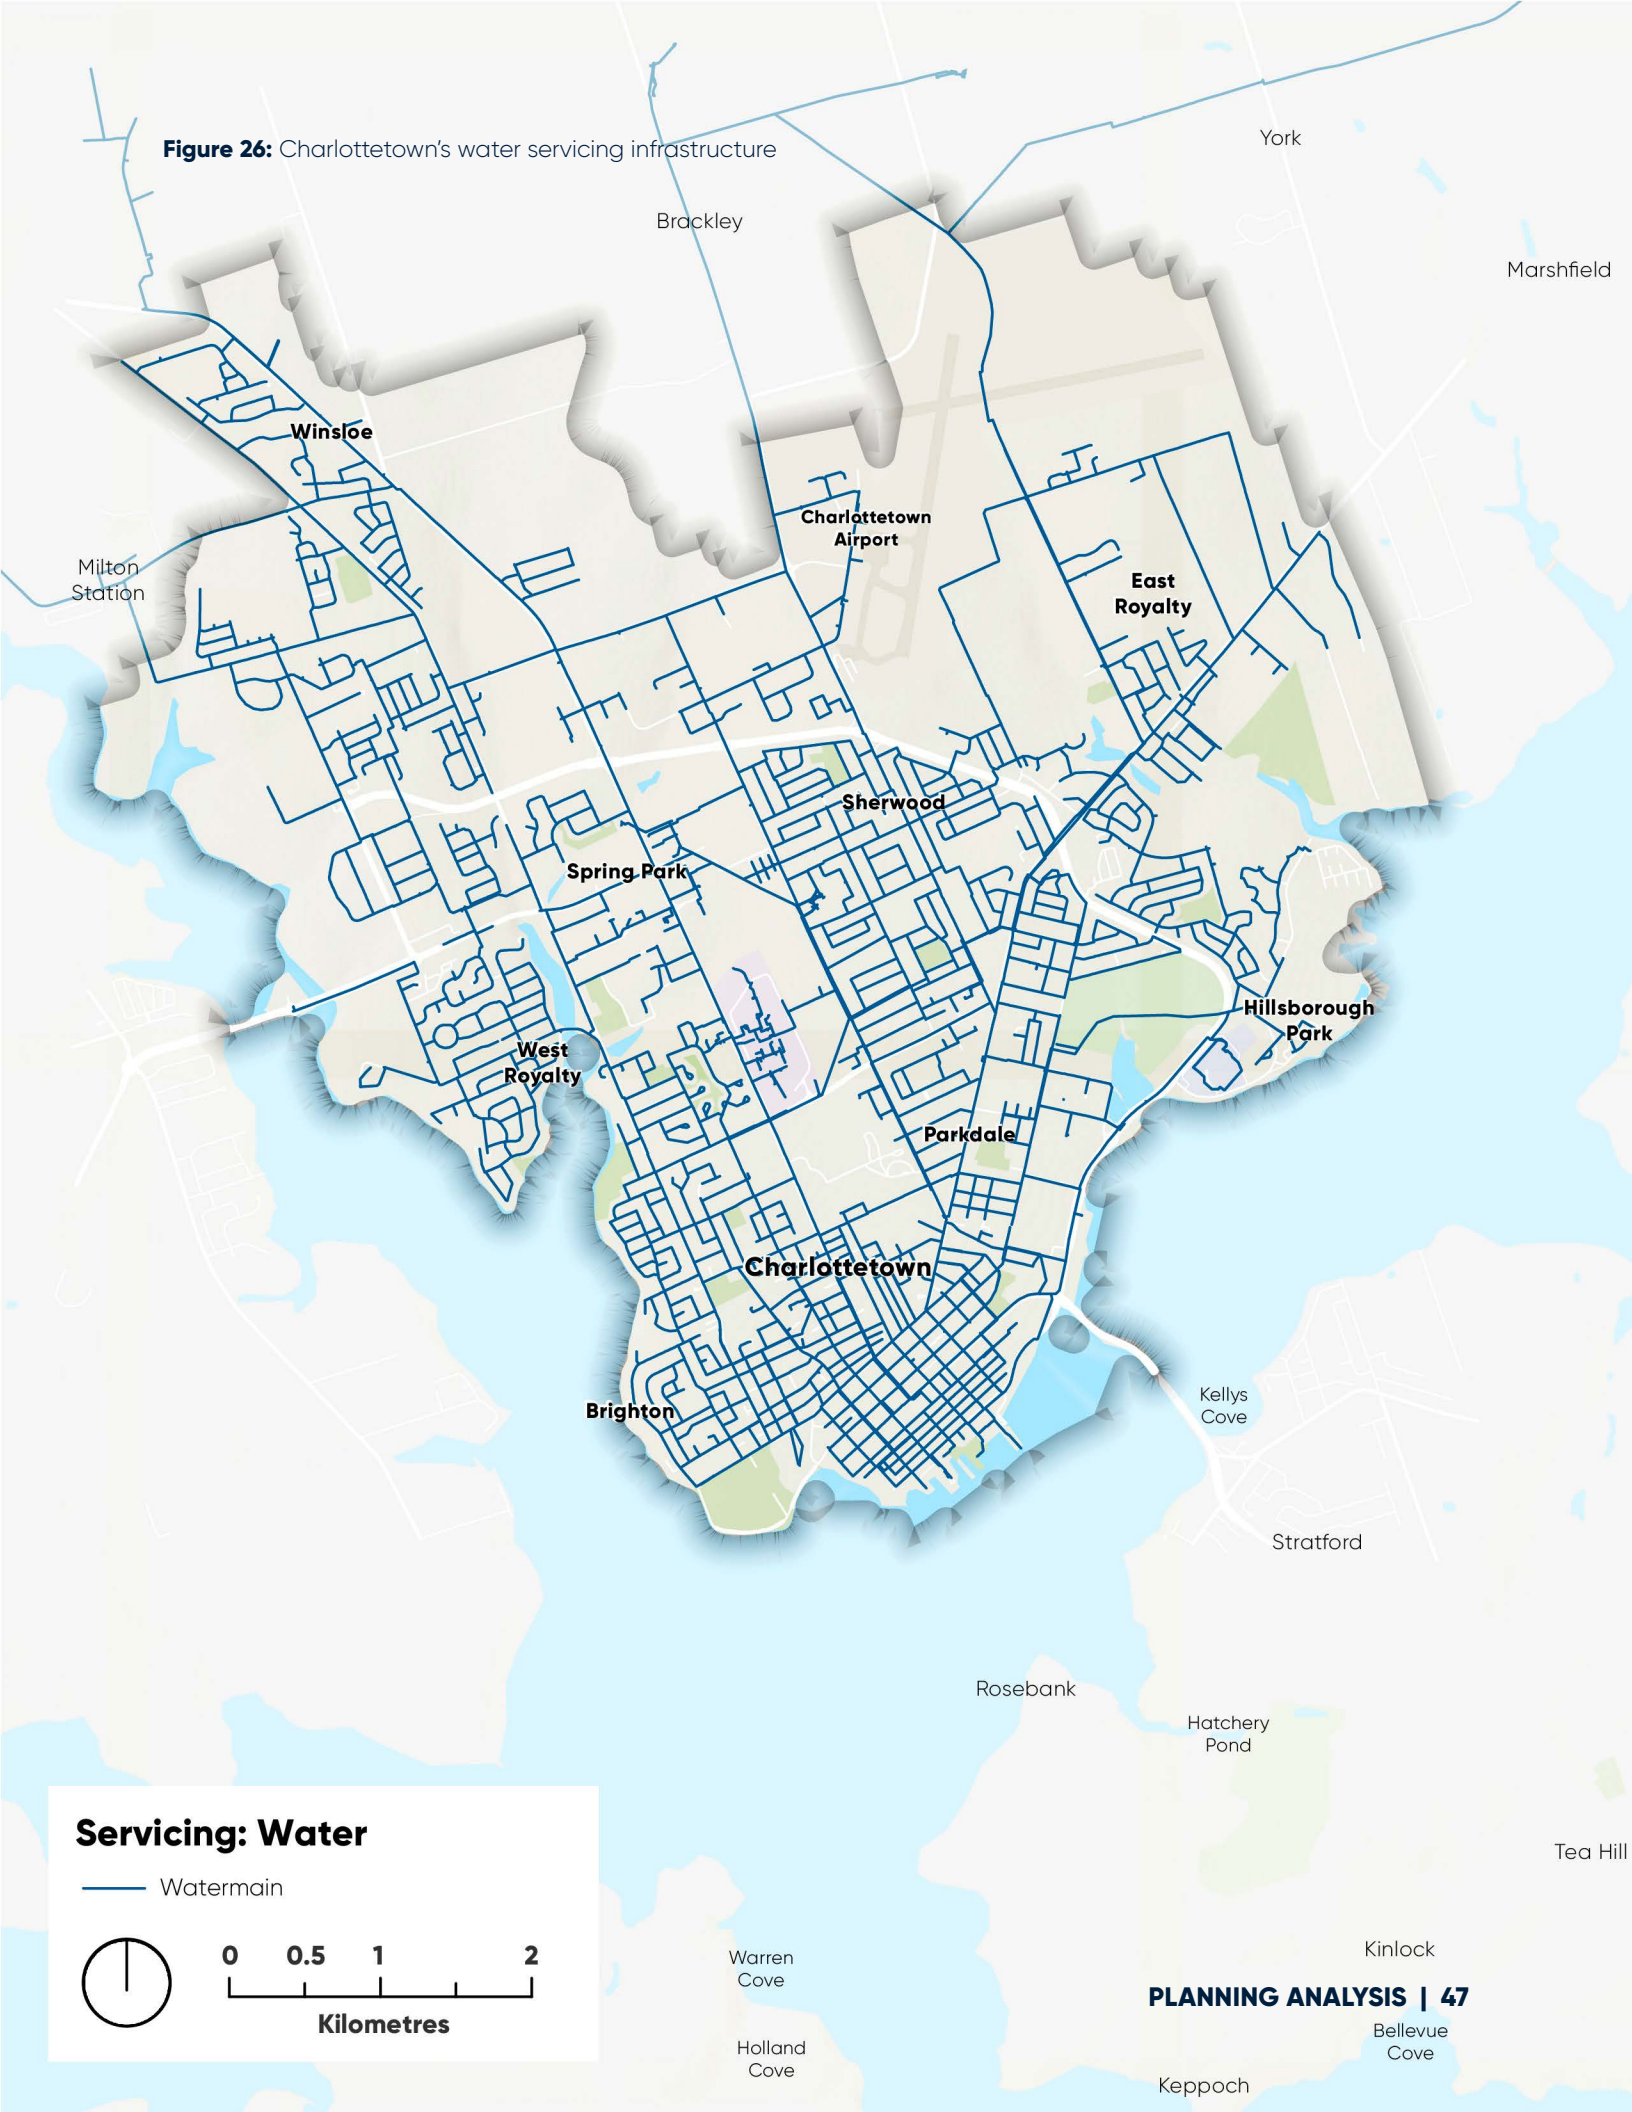 York
Figure 26: Charlottetown's water servicing infrastructure
Brackley
Marshfield
Winsloe
Charlottetown
Airport
Milton
Station
East
Royalty
Sherwood
Spring Park
Hillsborough
Park
West
Royalty
Parkdale
Charlottetown
Kellys
Cove
Brighton
Stratford
Rosebank
Hatchery
Pond
Servicing: Water
Watermain
0 0.5 1 2
Kilometres
Tea Hill
Warren
Cove
Kinlock
PLANNING ANALYSIS | 47
Bellevue
Cove
Holland
Cove
Keppoch